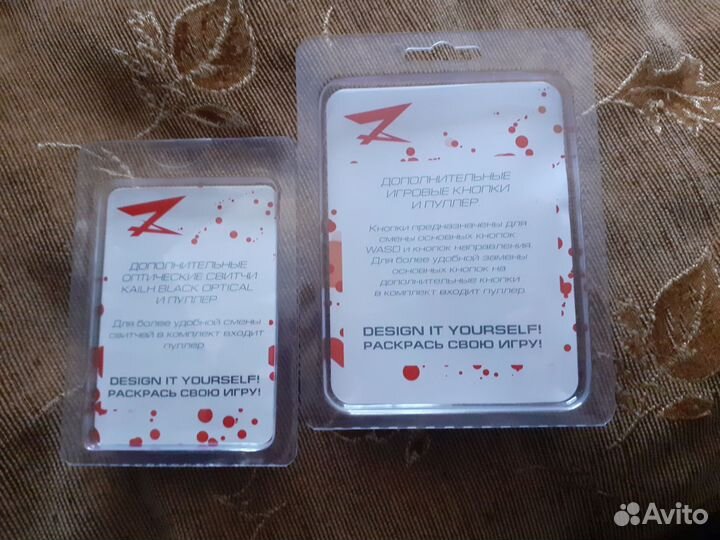 ДОПОЛНИТЕЛЬНЫЕ
ОПТИЧЕСКИЕ СВИТЧИ
KAILH BLACK OPTICAL
И ПУЛЛЕР
Для более удобной смены
свитчей в комплект входит
пуллер
DESIGN IT YOURSELF!
РАСКРАСЬ СВОЮ ИГРУ!
ДОПОЛНИТЕЛЬНЫЕ
ИГРОВЫЕ КНОПКИ
И ПУЛЛЕР
Кнопки предназначены для
смены основных кнопок
WASD и кнопок направления.
Для более удобной замены
основных кнопок на
дополнительные кнопки
в комплект входит пуллер.
DESIGN IT YOURSELF!
РАСКРАСЬ СВОЮ ИГРУ!
Avito